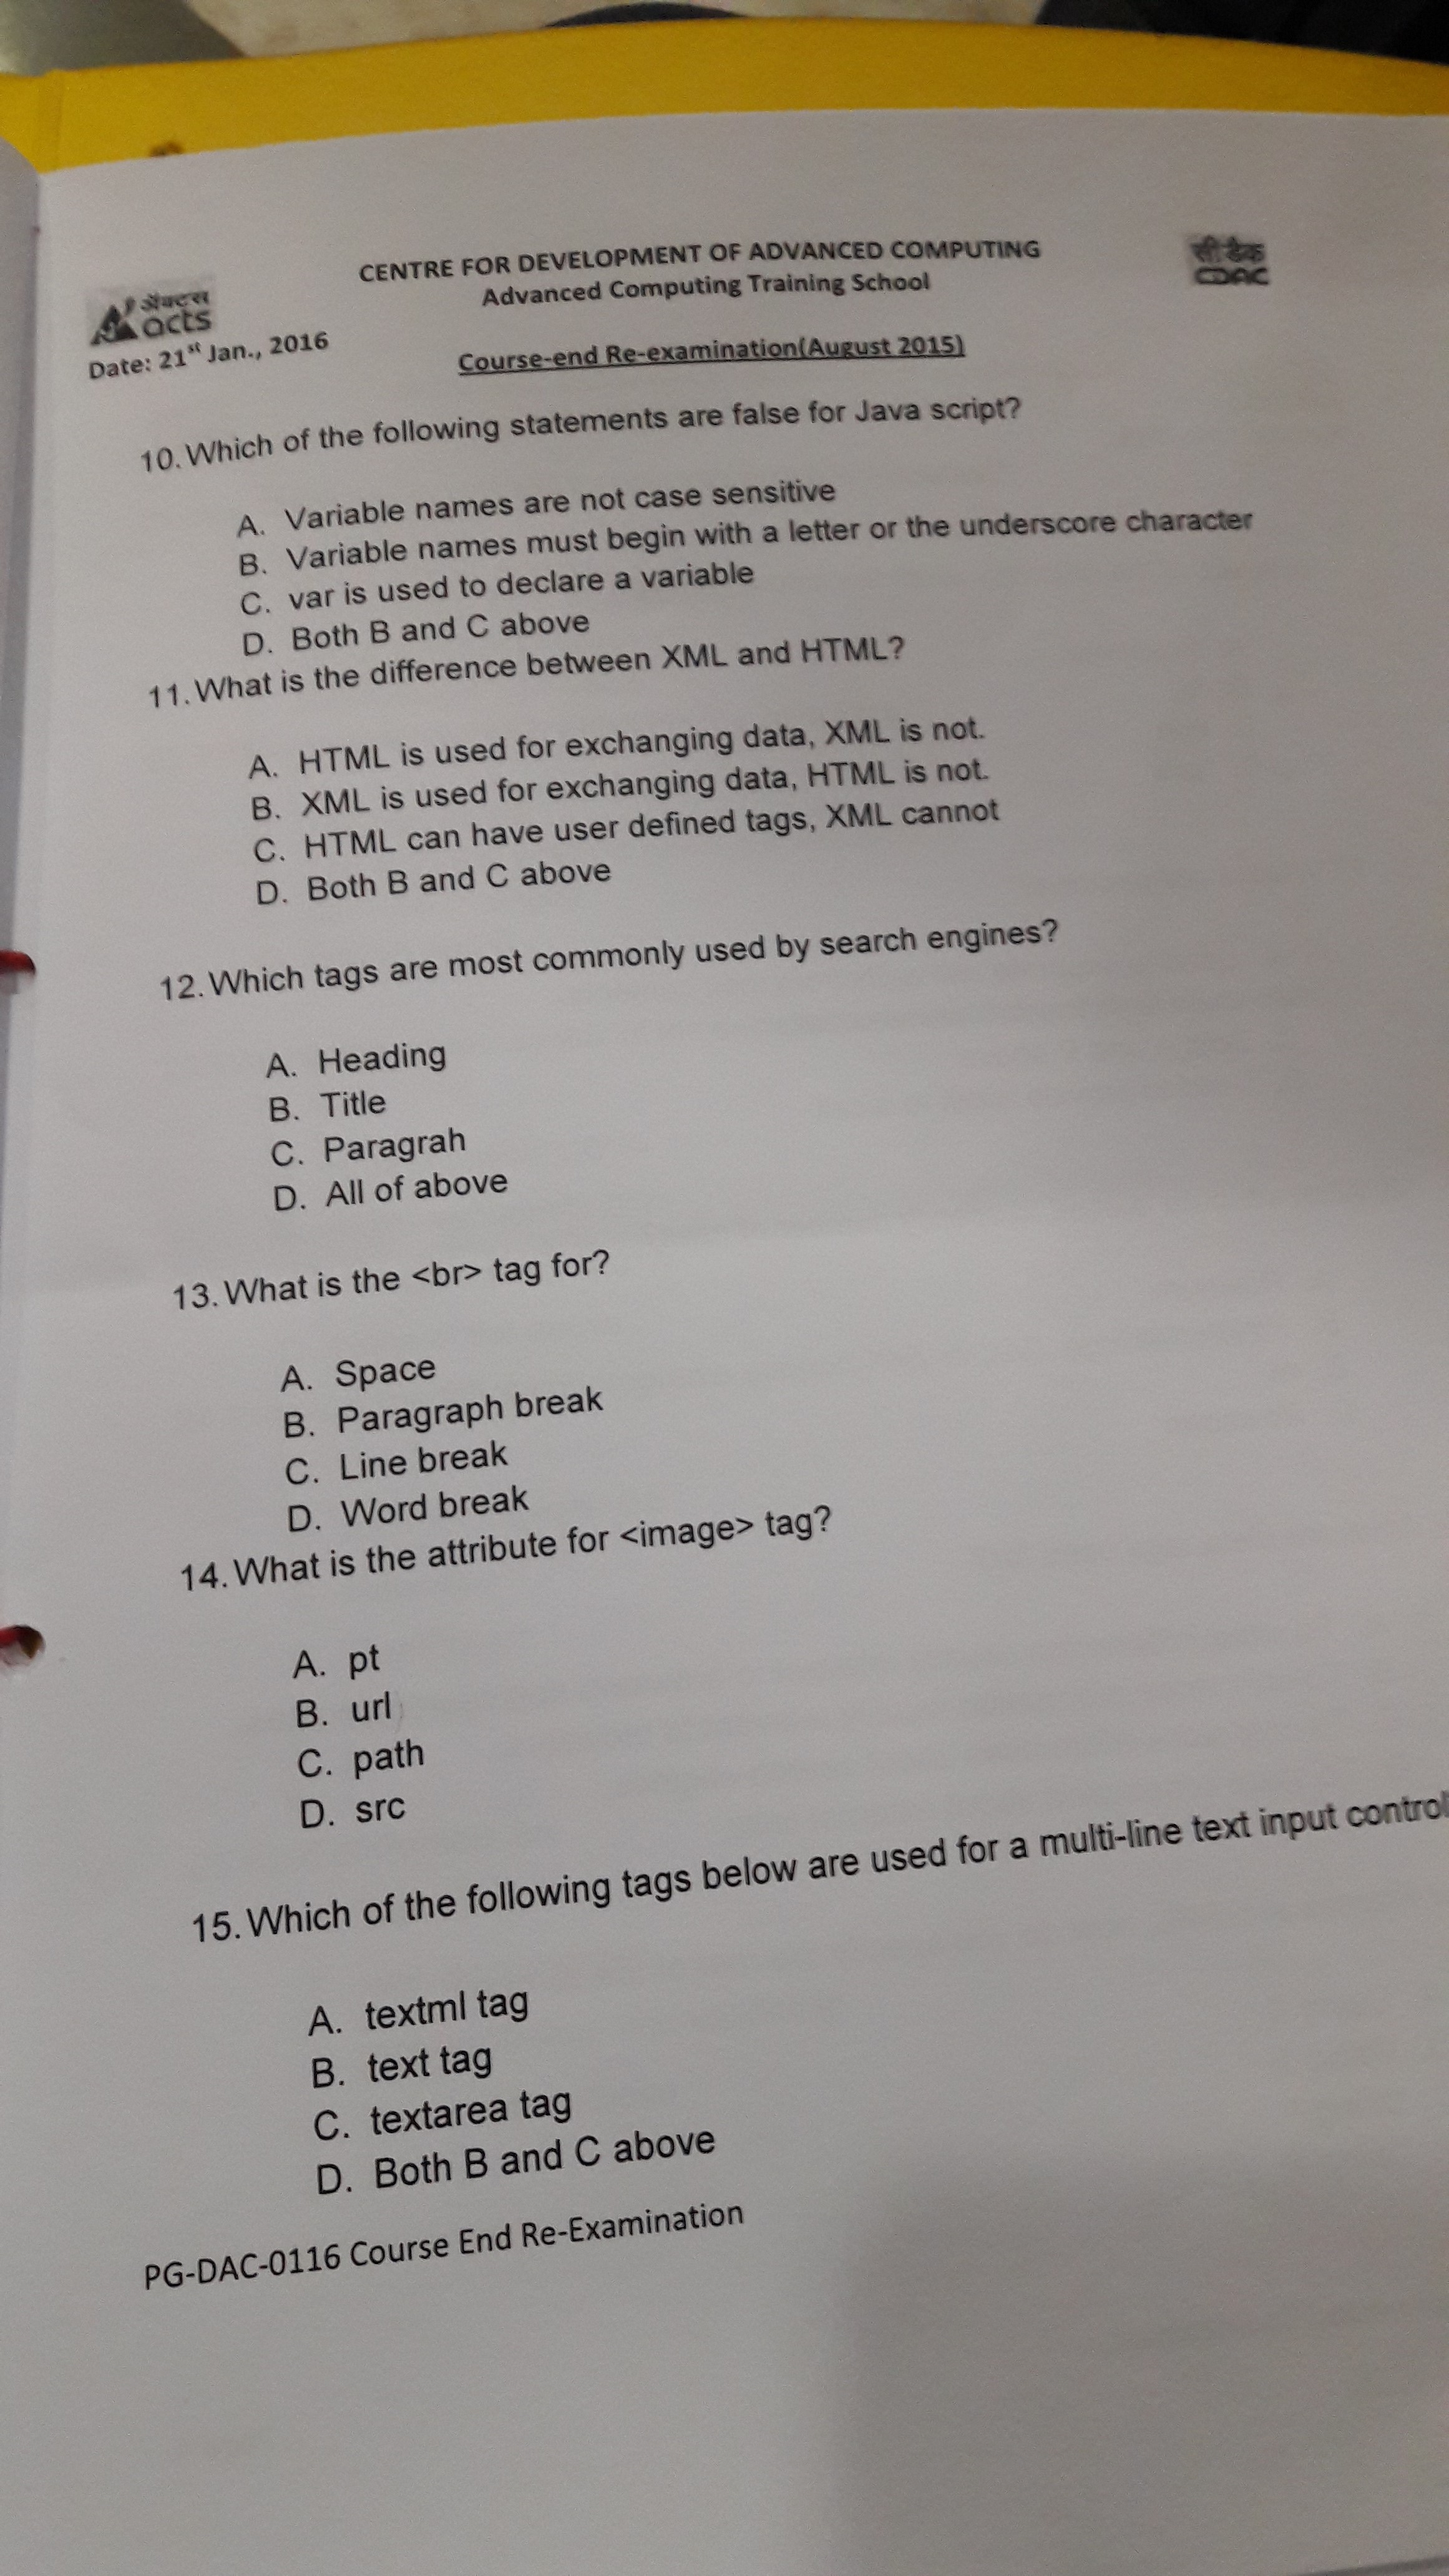 CENTRE FOR DEVELOPMENT OF ADVANCED COMPUTING
Advanced Computing Training School
ॲक्टस
acts
सी डैक
CDAC
Date: 21st Jan., 2016
Course-end Re-examination(August 2015)
10. Which of the following statements are false for Java script?
A. Variable names are not case sensitive
B. Variable names must begin with a letter or the underscore character
C. var is used to declare a variable
D. Both B and C above
11. What is the difference between XML and HTML?
A. HTML is used for exchanging data, XML is not.
B. XML is used for exchanging data, HTML is not.
C. HTML can have user defined tags, XML cannot
D. Both B and C above
12. Which tags are most commonly used by search engines?
A. Heading
B. Title
C. Paragrah
D. All of above
13. What is the <br> tag for?
A. Space
B. Paragraph break
C. Line break
D. Word break
14. What is the attribute for <image> tag?
A. pt
B. url
C. path
D. src
15. Which of the following tags below are used for a multi-line text input control
A. textml tag
B. text tag
C. textarea tag
D. Both B and C above
PG-DAC-0116 Course End Re-Examination